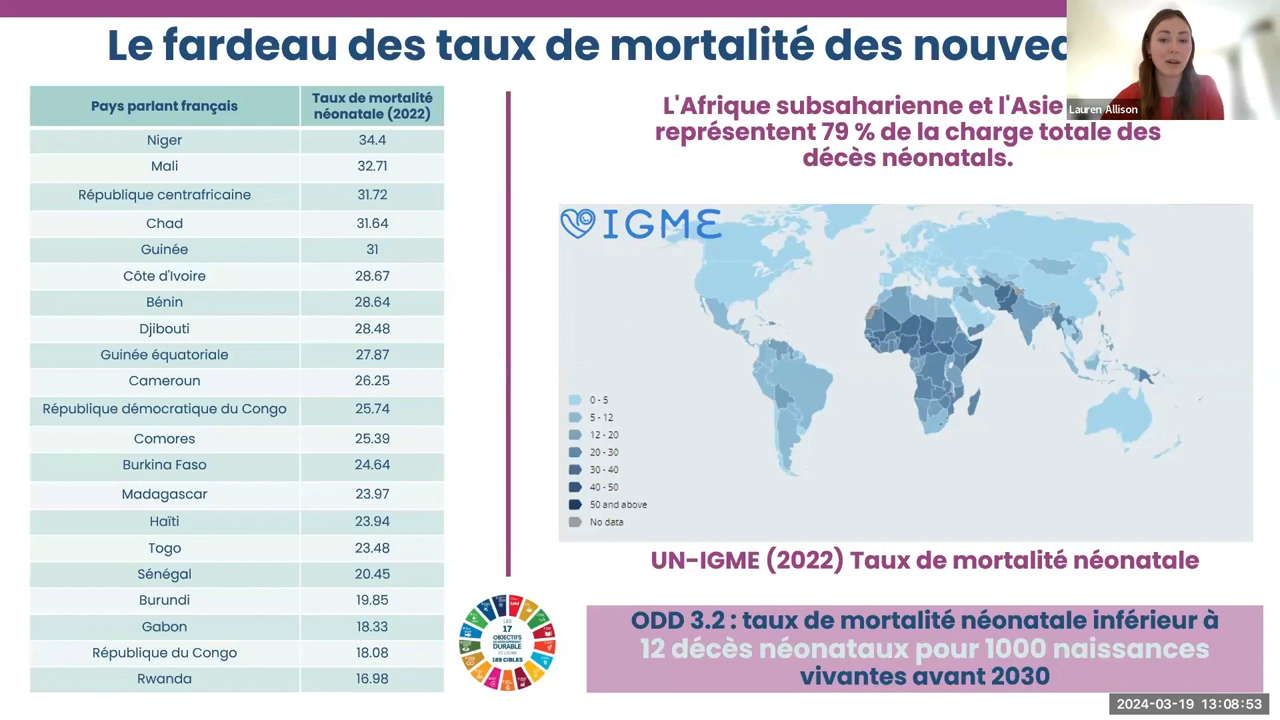 Le fardeau des taux de mortalité des
Lauren Allison
Pays parlant français
Taux de mortalité
néonatale (2022)
Niger 34.4
Mali 32.71
République centrafricaine 31.72
Chad 31.64
Guinée 31
Côte d'Ivoire 28.67
Bénin 28.64
Djibouti 28.48
Guinée équatoriale 27.87
Cameroun 26.25
République démocratique du Congo 25.74
Comores 25.39
Burkina Faso 24.64
Madagascar 23.97
Haïti 23.94
Togo 23.48
Sénégal 20.45
Burundi 19.85
Gabon 18.33
République du Congo 18.08
Rwanda 16.98
L'Afrique subsaharienne et l'Asie
représentent 79 % de la charge totale des
décès néonatals.
IGME
0 - 5
5 - 12
12 - 20
20 - 30
30 - 40
40 - 50
50 and above
No data
UN-IGME (2022) Taux de mortalité néonatale
LES
17
OBJECTIFS
DURABLE
ET LEURS
169 CIBLES
ODD 3.2 : taux de mortalité néonatale inférieur à
12 décès néonataux pour 1000 naissances
vivantes avant 2030
2024-03-19 13:08:53